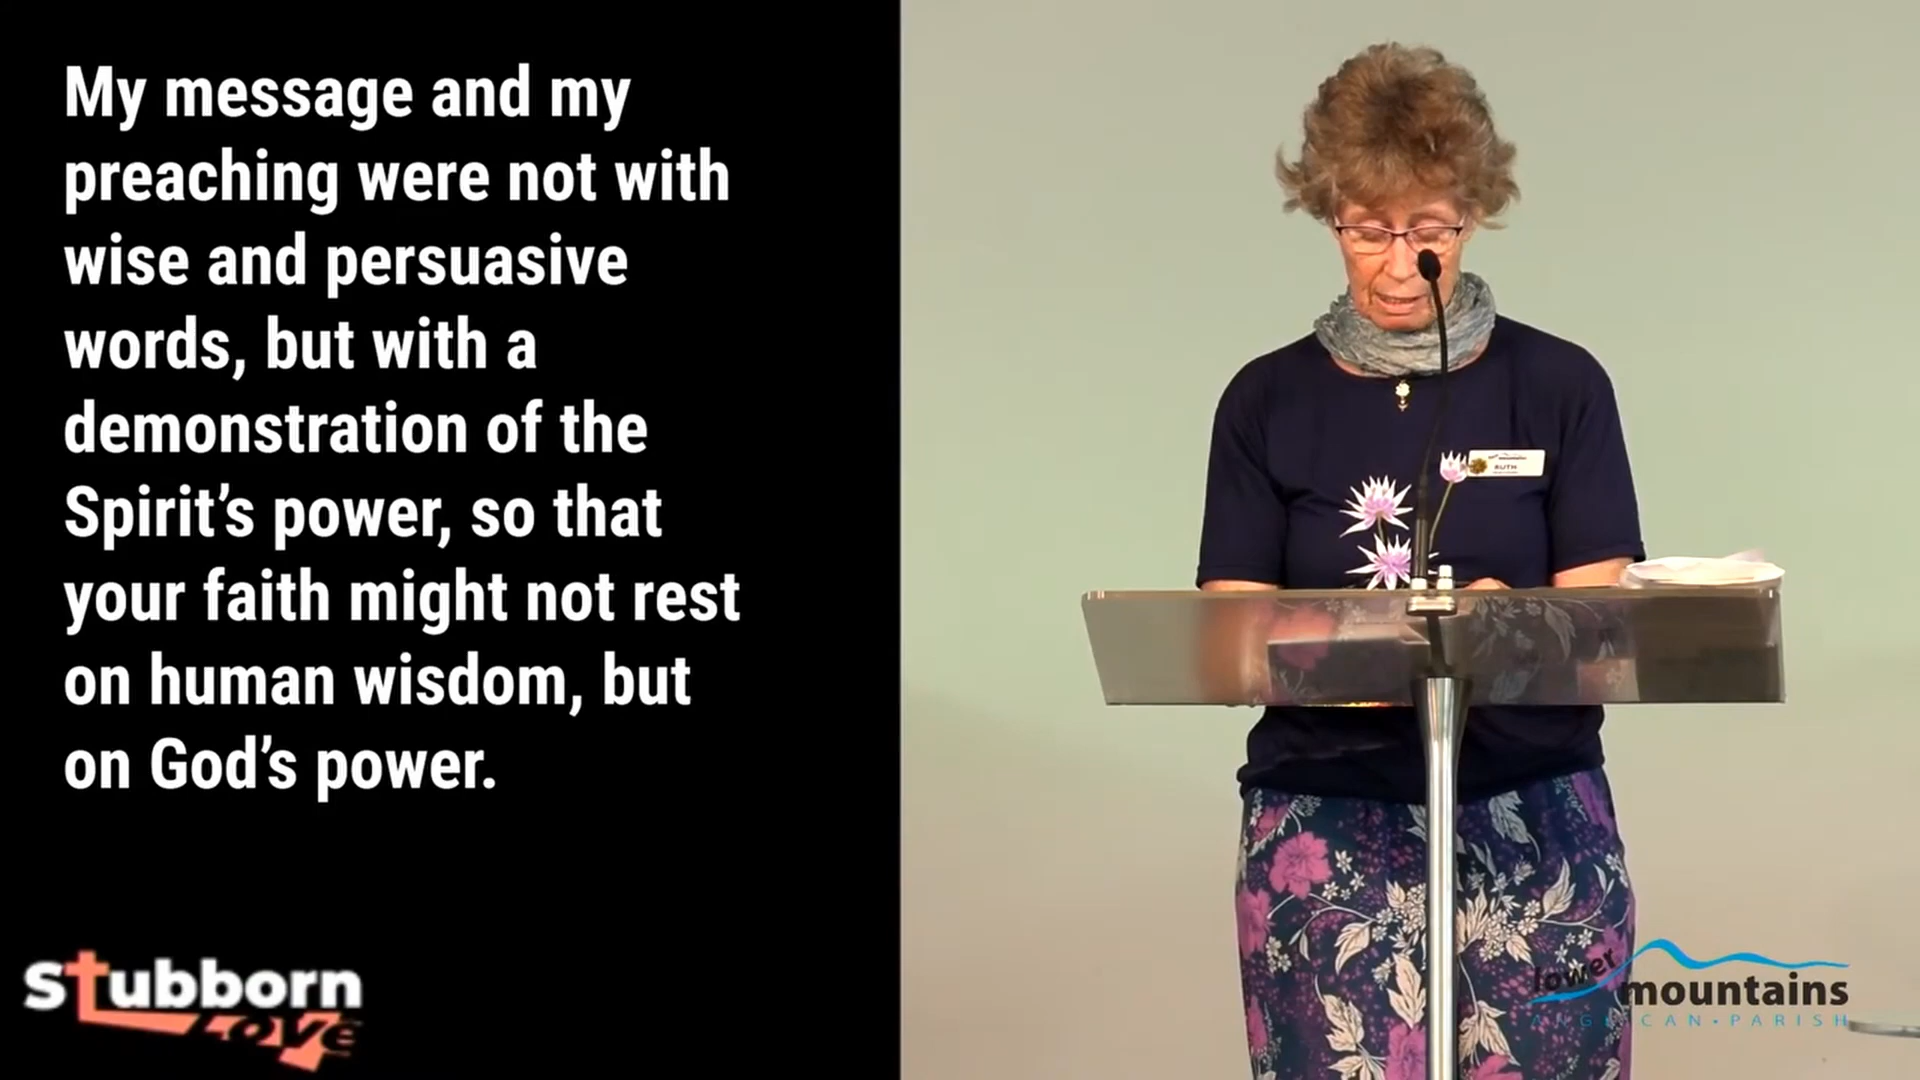 My message and my
preaching were not with
wise and persuasive
words, but with a
demonstration of the
Spirit’s power, so that
your faith might not rest
on human wisdom, but
on God’s power.
stubborn
Love
mountains
RUTH
lower
mountains
ANGLICAN • PARISH